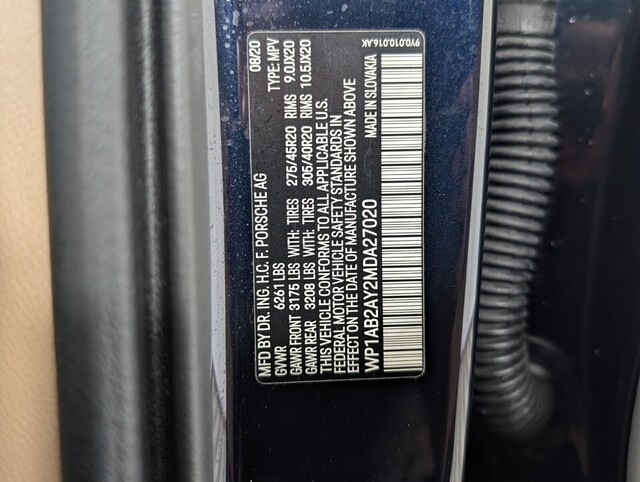 MFD BY DR. ING. H.C. F. PORSCHE AG 08/20
GVWR 6261 LBS TYPE: MPV
GAWR FRONT 3175 LBS WITH: TIRES 275/45R20 RIMS 9.0JX20
GAWR REAR 3208 LBS WITH: TIRES 305/40R20 RIMS 10.5JX20
THIS VEHICLE CONFORMS TO ALL APPLICABLE U.S.
FEDERAL MOTOR VEHICLE SAFETY STANDARDS IN
EFFECT ON THE DATE OF MANUFACTURE SHOWN ABOVE
WP1AB2AY2MDA27020 MADE IN SLOVAKIA
9Y0.010.016.AK